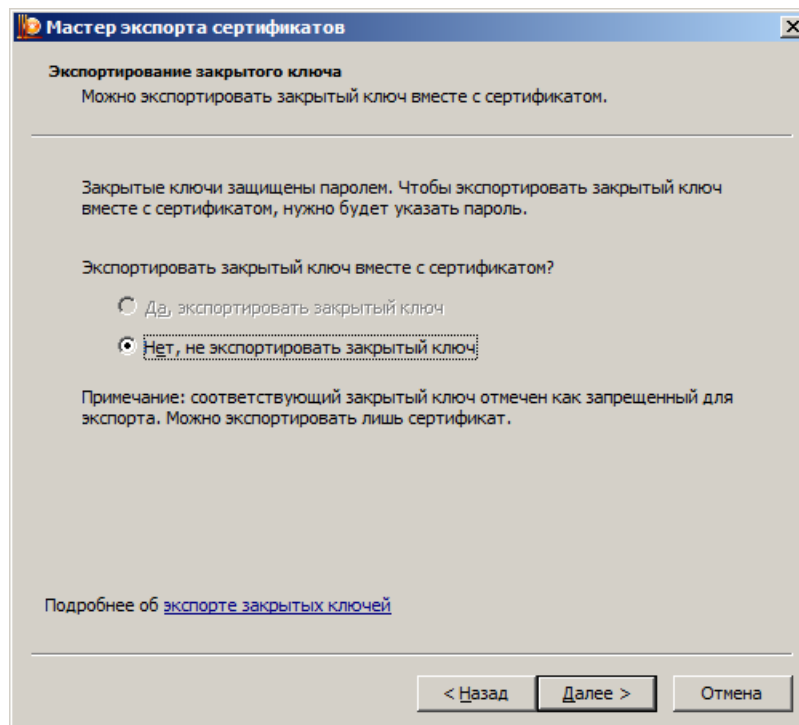 Мастер экспорта сертификатов
Экспортирование закрытого ключа
Можно экспортировать закрытый ключ вместе с сертификатом.
Закрытые ключи защищены паролем. Чтобы экспортировать закрытый ключ
вместе с сертификатом, нужно будет указать пароль.
Экспортировать закрытый ключ вместе с сертификатом?
Да, экспортировать закрытый ключ
Нет, не экспортировать закрытый ключ
Примечание: соответствующий закрытый ключ отмечен как запрещенный для
экспорта. Можно экспортировать лишь сертификат.
Подробнее об экспорте закрытых ключей
< Назад Далее > Отмена